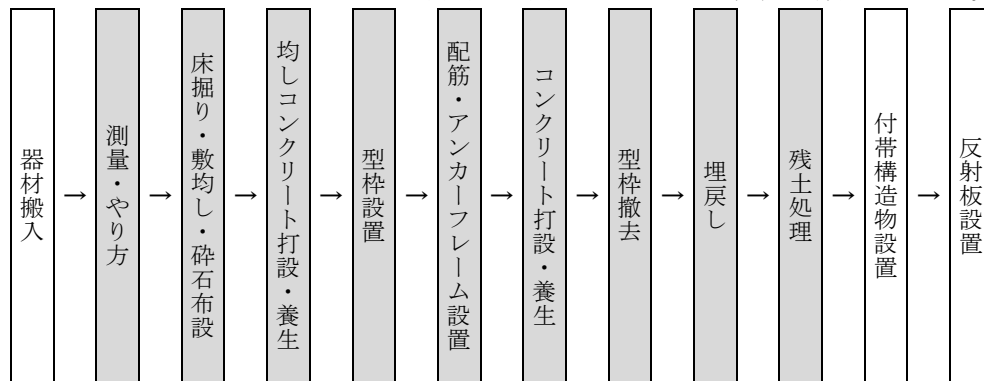 器材搬入
→
測量・やり方
→
床掘り・敷均し・砕石布設
→
均しコンクリート打設・養生
→
型枠設置
→
配筋・アンカーフレーム設置
→
コンクリート打設・養生
→
型枠撤去
→
埋戻し
→
残土処理
→
付帯構造物設置
→
反射板設置